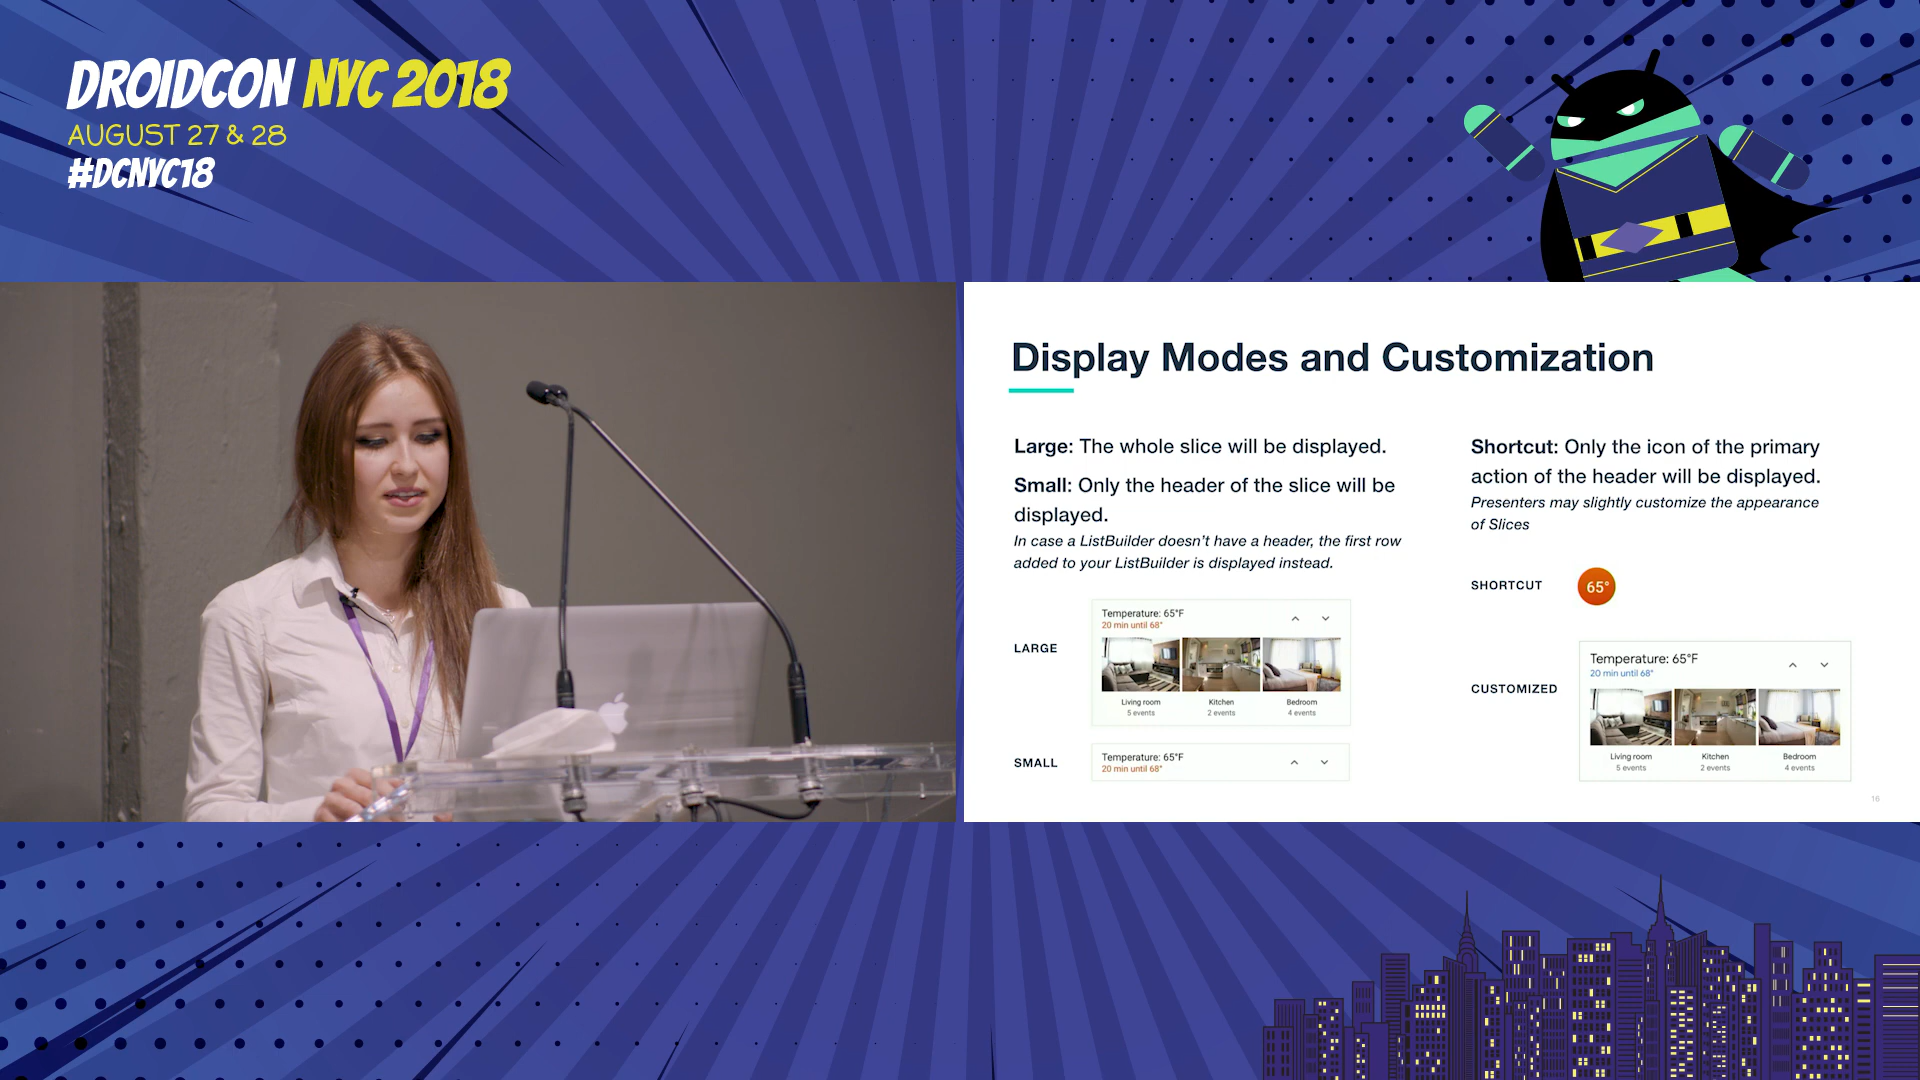 DROIDCON NYC 2018
AUGUST 27 & 28
#DCNYC18
Display Modes and Customization
Large: The whole slice will be displayed.
Small: Only the header of the slice will be
displayed.
In case a ListBuilder doesn't have a header, the first row
added to your ListBuilder is displayed instead.
LARGE
Temperature: 65°F
20 min until 68°
Living room
Kitchen
Bedroom
5 events
2 events
4 events
SMALL
Temperature: 65°F
20 min until 68°
Shortcut: Only the icon of the primary
action of the header will be displayed.
Presenters may slightly customize the appearance
of Slices
SHORTCUT
65°
CUSTOMIZED
Temperature: 65°F
20 min until 68°
Living room
Kitchen
Bedroom
5 events
2 events
4 events
16